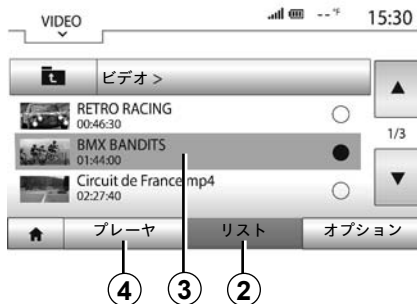 VIDEO
--°F 15:30
ビデオ >
RETRO RACING
00:46:30
BMX BANDITS
01:44:00
1/3
Circuit de France mp4
02:27:40
プレーヤ リスト オプション
4 3 2